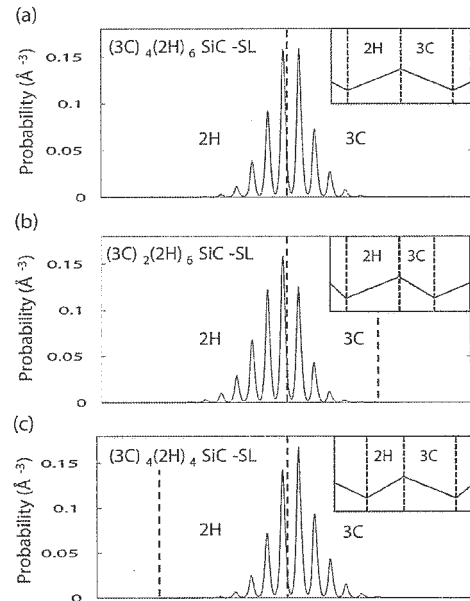 (a)
(3C) 4(2H) 6 SiC -SL
2H 3C
0.15
0.1
0.05
0
Probability (Å -3)
2H 3C
(b)
(3C) 2(2H) 6 SiC -SL
2H 3C
0.15
0.1
0.05
0
Probability (Å -3)
2H 3C
(c)
(3C) 4(2H) 4 SiC -SL
2H 3C
0.15
0.1
0.05
0
Probability (Å -3)
2H 3C